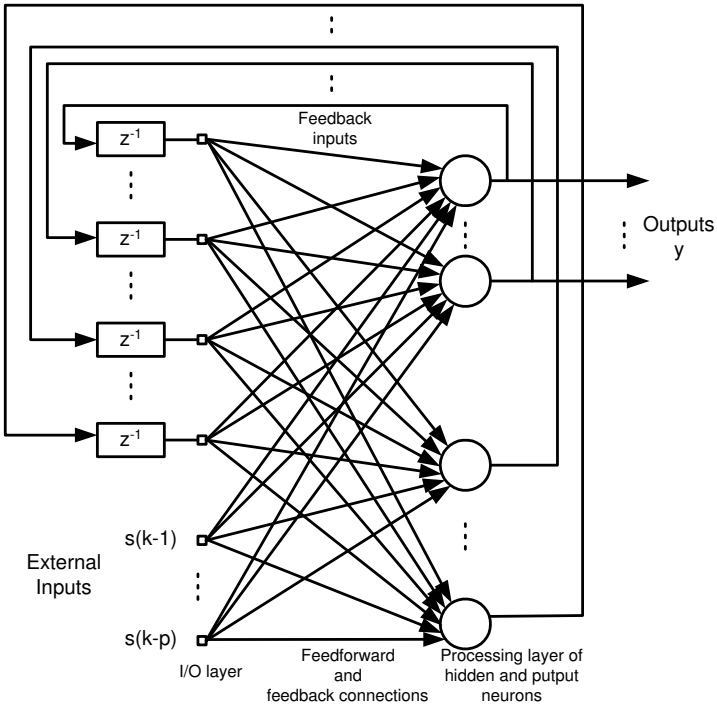 Feedback
inputs
z-1
z-1
z-1
z-1
Outputs
y
s(k-1)
External
Inputs
s(k-p)
I/O layer
Feedforward
and
feedback connections
Processing layer of
hidden and putput
neurons